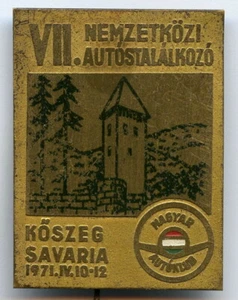 VII. NEMZETKÖZI
AUTÓSTALÁLKOZÓ
KŐSZEG
SAVARIA
1971.IV.10-12
MAGYAR
AUTÓKLUB